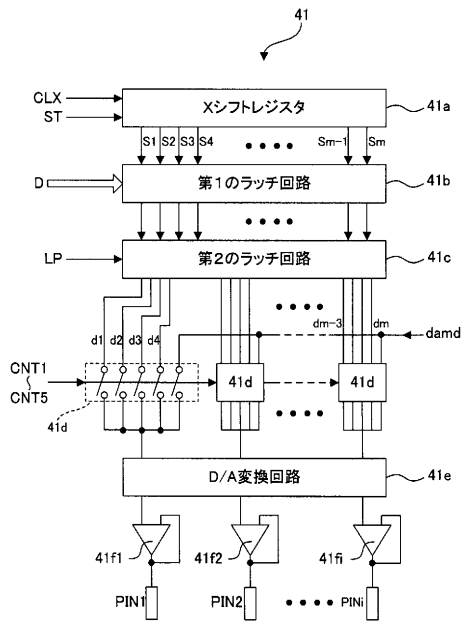 41
CLX
ST
Xシフトレジスタ
41a
S1 S2 S3 S4 Sm-1 Sm
D
第1のラッチ回路
41b
LP
第2のラッチ回路
41c
d1 d2 d3 d4 dm-3 dm
damd
CNT1
CNT5
41d
41d
41d
D/A変換回路
41e
41f1 41f2 41fi
PIN1 PIN2 PINi